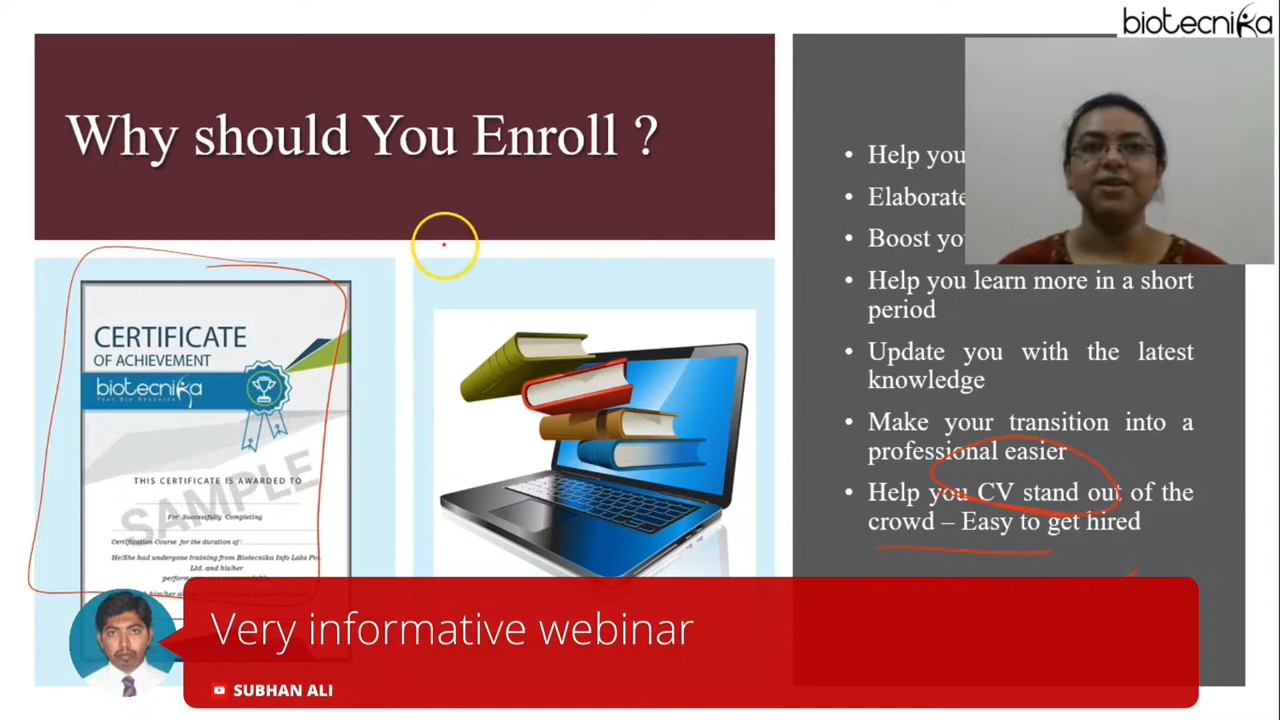 biotecnika
Why should You Enroll ?
CERTIFICATE
OF ACHIEVEMENT
biotecnika
Your Bio Resource
SAMPLE
THIS CERTIFICATE IS AWARDED TO
For Successfully Completing
Certification Course for the duration of :
He/She had undergone training from Biotecnika Info Labs Pvt.
Ltd. and his/her
• Help you
• Elaborate
• Boost
• Help you learn more in a short
period
• Update you with the latest
knowledge
• Make your transition into a
professional easier
• Help you CV stand out of the
crowd – Easy to get hired
Very informative webinar
SUBHAN ALI